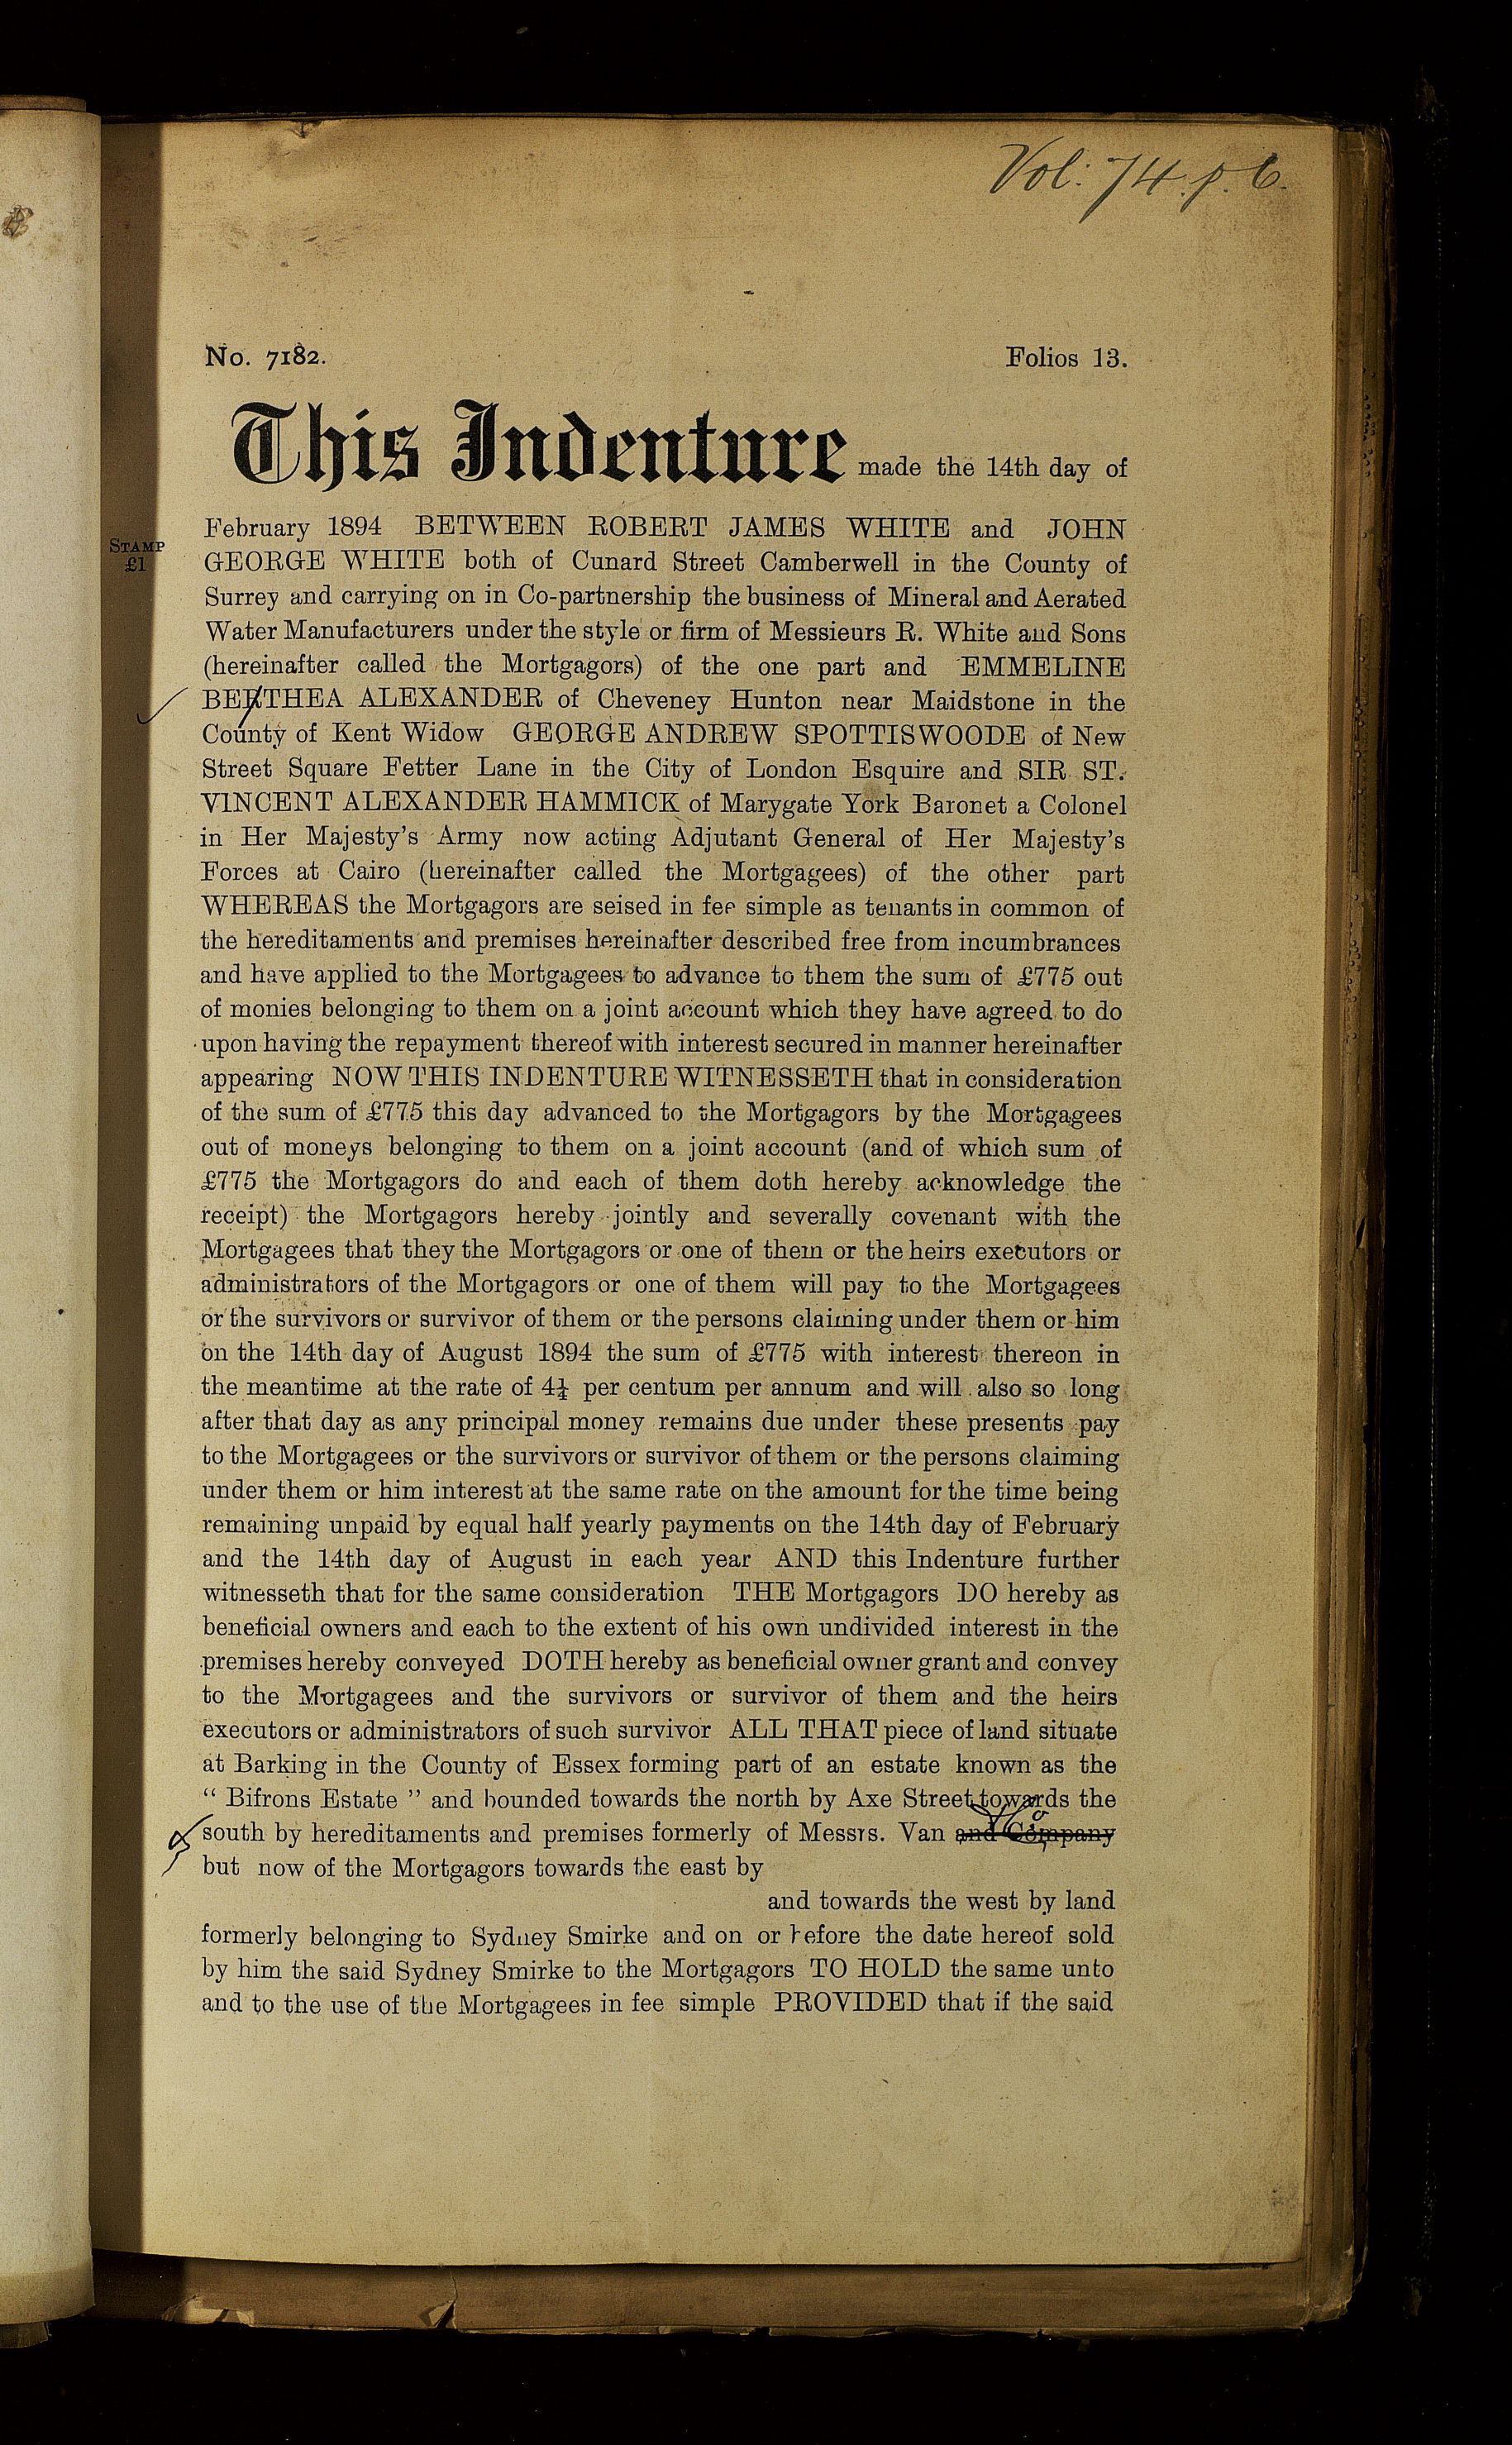 Vol: 74. p. 6.
No. 7182. Folios 13.
This Indenture made the 14th day of
STAMP
£1
February 1894 BETWEEN ROBERT JAMES WHITE and JOHN
GEORGE WHITE both of Cunard Street Camberwell in the County of
Surrey and carrying on in Co-partnership the business of Mineral and Aerated
Water Manufacturers under the style or firm of Messieurs R. White and Sons
(hereinafter called the Mortgagors) of the one part and EMMELINE
BERTHEA ALEXANDER of Cheveney Hunton near Maidstone in the
County of Kent Widow GEORGE ANDREW SPOTTISWOODE of New
Street Square Fetter Lane in the City of London Esquire and SIR ST.
VINCENT ALEXANDER HAMMICK of Marygate York Baronet a Colonel
in Her Majesty's Army now acting Adjutant General of Her Majesty's
Forces at Cairo (hereinafter called the Mortgagees) of the other part
WHEREAS the Mortgagors are seised in fee simple as tenants in common of
the hereditaments and premises hereinafter described free from incumbrances
and have applied to the Mortgagees to advance to them the sum of £775 out
of monies belonging to them on a joint account which they have agreed to do
upon having the repayment thereof with interest secured in manner hereinafter
appearing NOW THIS INDENTURE WITNESSETH that in consideration
of the sum of £775 this day advanced to the Mortgagors by the Mortgagees
out of moneys belonging to them on a joint account (and of which sum of
£775 the Mortgagors do and each of them doth hereby acknowledge the
receipt) the Mortgagors hereby jointly and severally covenant with the
Mortgagees that they the Mortgagors or one of them or the heirs executors or
administrators of the Mortgagors or one of them will pay to the Mortgagees
or the survivors or survivor of them or the persons claiming under them or him
on the 14th day of August 1894 the sum of £775 with interest thereon in
the meantime at the rate of 4¼ per centum per annum and will also so long
after that day as any principal money remains due under these presents pay
to the Mortgagees or the survivors or survivor of them or the persons claiming
under them or him interest at the same rate on the amount for the time being
remaining unpaid by equal half yearly payments on the 14th day of February
and the 14th day of August in each year AND this Indenture further
witnesseth that for the same consideration THE Mortgagors DO hereby as
beneficial owners and each to the extent of his own undivided interest in the
premises hereby conveyed DOTH hereby as beneficial owner grant and convey
to the Mortgagees and the survivors or survivor of them and the heirs
executors or administrators of such survivor ALL THAT piece of land situate
at Barking in the County of Essex forming part of an estate known as the
" Bifrons Estate " and bounded towards the north by Axe Street towards the
south by hereditaments and premises formerly of Messrs. Van and Company
but now of the Mortgagors towards the east by
and towards the west by land
formerly belonging to Sydney Smirke and on or before the date hereof sold
by him the said Sydney Smirke to the Mortgagors TO HOLD the same unto
and to the use of the Mortgagees in fee simple PROVIDED that if the said